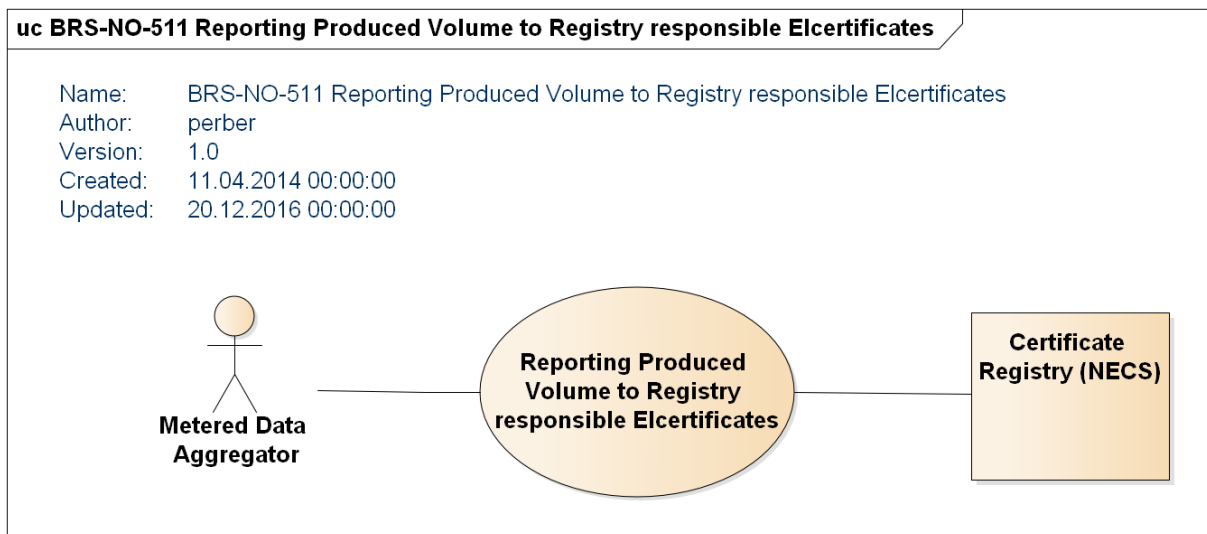 uc BRS-NO-511 Reporting Produced Volume to Registry responsible Elcertificates
Name: BRS-NO-511 Reporting Produced Volume to Registry responsible Elcertificates
Author: perber
Version: 1.0
Created: 11.04.2014 00:00:00
Updated: 20.12.2016 00:00:00
Metered Data
Aggregator
Reporting Produced
Volume to Registry
responsible Elcertificates
Certificate
Registry (NECS)